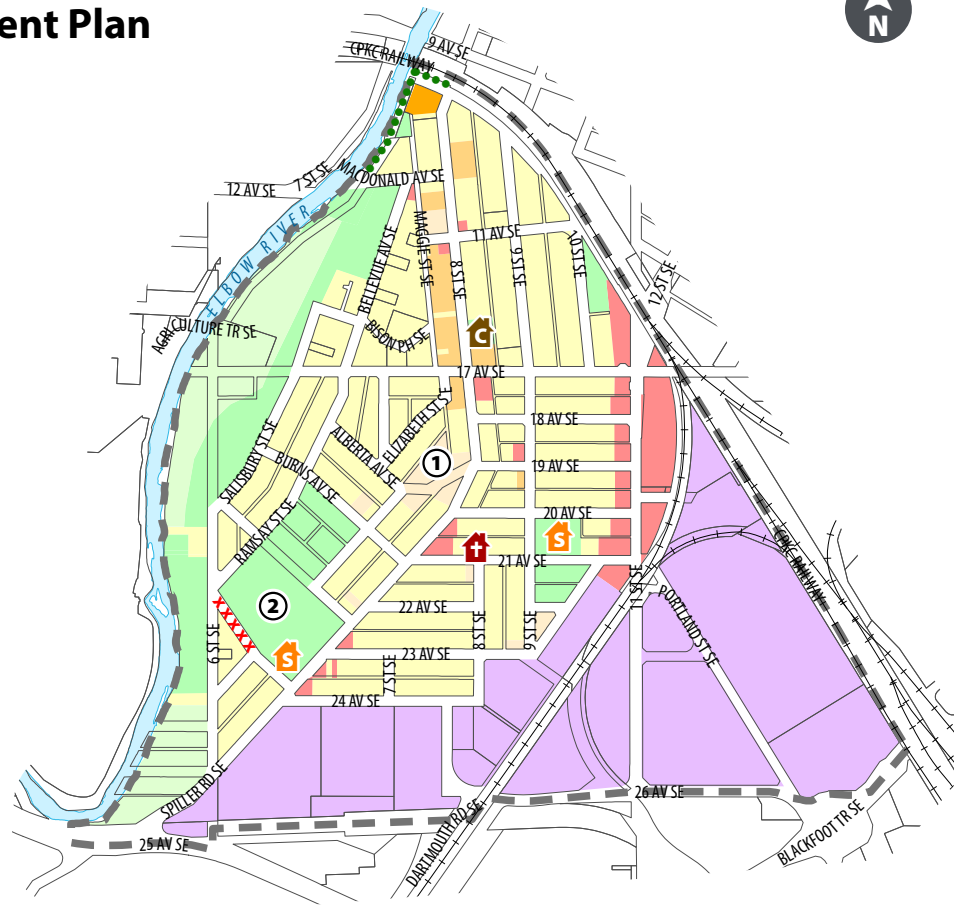 ent Plan
N
9 AV SE
CPKC RAILWAY
7 ST SE
12 AV SE
MACDONALD AV SE
ELBOW RIVER
MAGGIE ST SE
BELLEVUE AV SE
8 ST SE
11 AV SE
9 ST SE
10 ST SE
12 ST SE
AGRICULTURE TR SE
BISON PH SE
C
17 AV SE
18 AV SE
ELIZABETH ST SE
ALBERTA AV SE
1
19 AV SE
SALISBURY ST SE
BURNS AV SE
RAMSAY ST SE
20 AV SE
S
21 AV SE
CPKC RAILWAY
11 ST SE
PORTLAND ST SE
2
22 AV SE
8 ST SE
9 ST SE
6 ST SE
S
23 AV SE
7 ST SE
24 AV SE
SPILLER RD SE
26 AV SE
DARTMOUTH RD SE
BLACKFOOT TR SE
25 AV SE